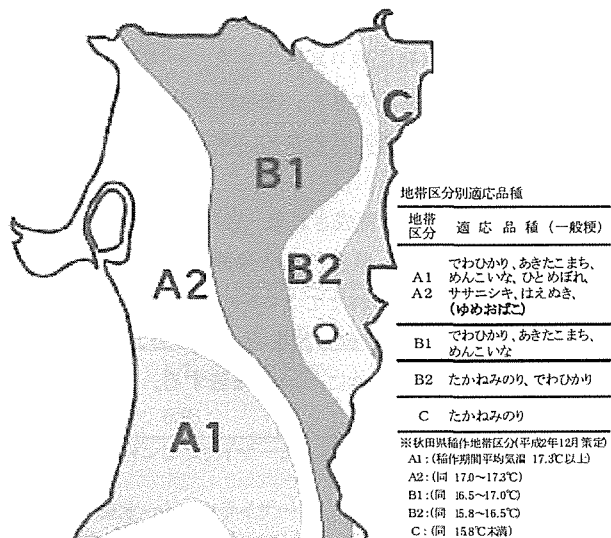 C
B1
B2
A2
A1
地帯区分別適応品種
地帯区分 適応品種(一般粳)
A1 A2 でわひかり、あきたこまち、
めんこいな、ひとめぼれ、
ササニシキ、はえぬき、
(ゆめおばこ)
B1 でわひかり、あきたこまち、
めんこいな
B2 たかねみのり、でわひかり
C たかねみのり
※秋田県稲作地帯区分(平成2年12月策定)
A1:(稲作期間平均気温 17.3℃以上)
A2:(同 17.0~17.3℃)
B1:(同 16.5~17.0℃)
B2:(同 15.8~16.5℃)
C:(同 15.8℃未満)